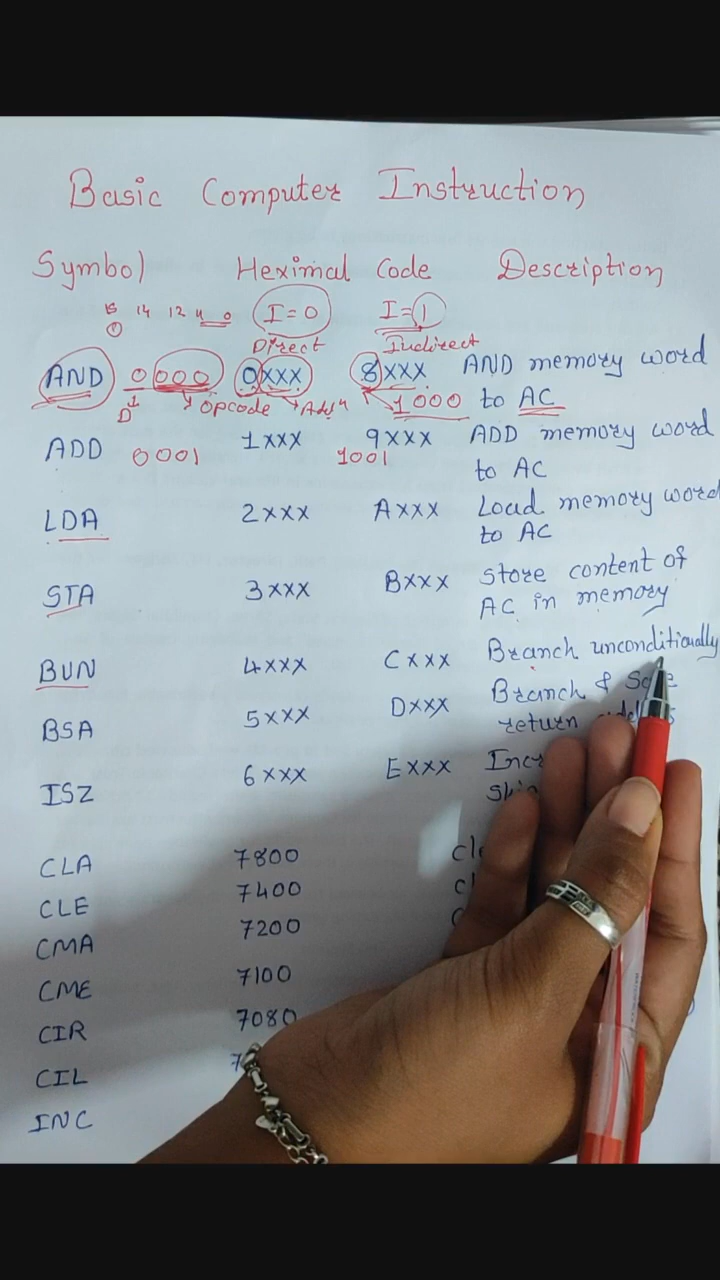 Basic Computer Instruction
Symbol Heximal Code Description
15 14 12 11 0 I=0 I=1
0 Direct Indirect
AND 0 000 0XXX 8XXX AND memory word
D opcode Addrⁿ 1000 to AC
ADD 0001 1XXX 9XXX ADD memory word
1001 to AC
LDA 2XXX AXXX Load memory word
to AC
STA 3XXX BXXX Store content of
AC in memory
BUN 4XXX CXXX Branch unconditionally
BSA 5XXX DXXX Branch &
return
ISZ 6XXX EXXX
CLA 7800
CLE 7400
CMA 7200
CME 7100
CIR 7080
CIL
INC